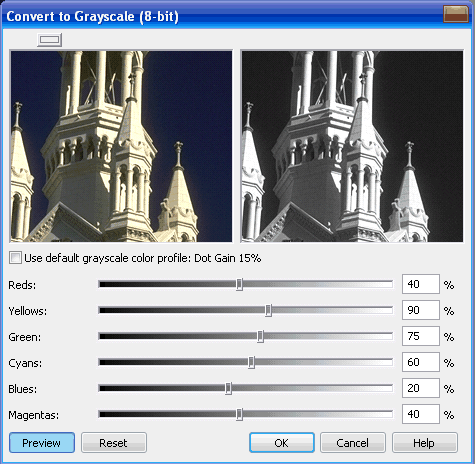 Convert to Grayscale (8-bit)
Use default grayscale color profile: Dot Gain 15%
Reds: 40 %
Yellows: 90 %
Green: 75 %
Cyans: 60 %
Blues: 20 %
Magentas: 40 %
Preview Reset OK Cancel Help